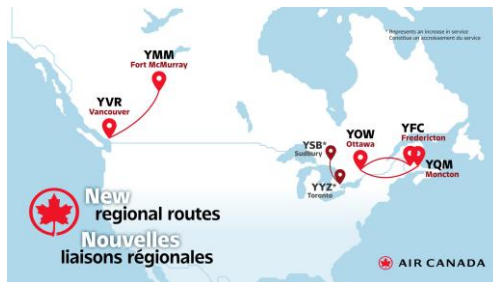 * Represents an increase in service
Constitue un accroissement du service
YMM
Fort McMurray
YVR
Vancouver
YSB*
Sudbury
YOW
Ottawa
YFC
Fredericton
YQM
Moncton
YYZ*
Toronto
New
regional routes
Nouvelles
liaisons régionales
AIR CANADA